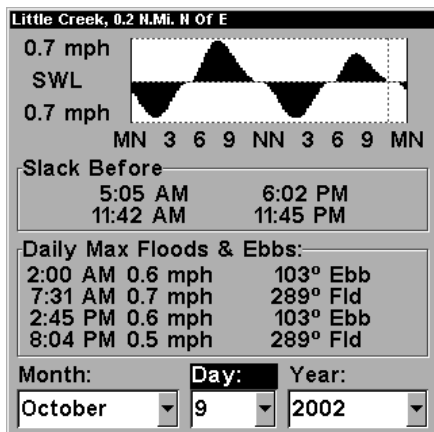 Little Creek, 0.2 N.Mi. N Of E
0.7 mph
SWL
0.7 mph
MN 3 6 9 NN 3 6 9 MN
Slack Before
5:05 AM 6:02 PM
11:42 AM 11:45 PM
Daily Max Floods & Ebbs:
2:00 AM 0.6 mph 103º Ebb
7:31 AM 0.7 mph 289º Fld
2:45 PM 0.6 mph 103º Ebb
8:04 PM 0.5 mph 289º Fld
Month: Day: Year:
October 9 2002